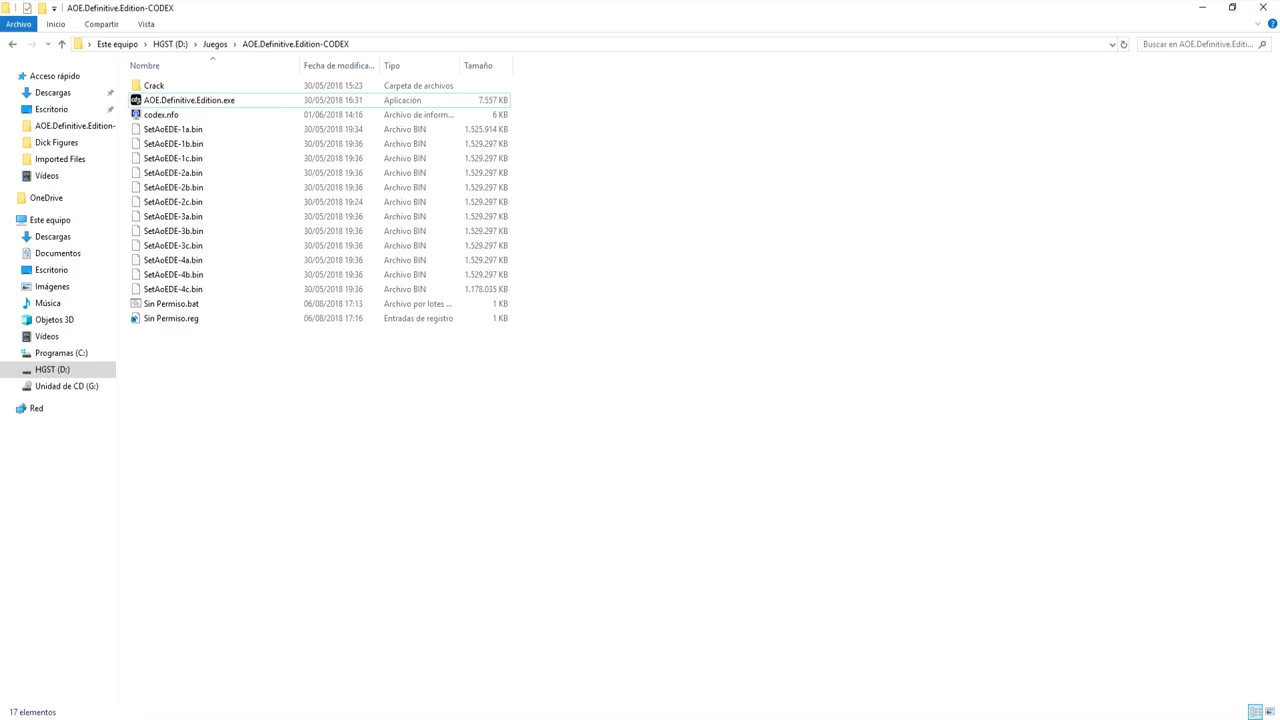 AOE.Definitive.Edition-CODEX
Archivo Inicio Compartir Vista
Este equipo HGST (D:) Juegos AOE.Definitive.Edition-CODEX Buscar en AOE.Definitive.Editi...
Nombre Fecha de modifica... Tipo Tamaño
Acceso rápido
Descargas
Escritorio
AOE.Definitive.Edition-
Dick Figures
Imported Files
Vídeos
OneDrive
Este equipo
Descargas
Documentos
Escritorio
Imágenes
Música
Objetos 3D
Vídeos
Programas (C:)
HGST (D:)
Unidad de CD (G:)
Red
Crack 30/05/2018 15:23 Carpeta de archivos
AOE.Definitive.Edition.exe 30/05/2018 16:31 Aplicación 7.557 KB
codex.nfo 01/06/2018 14:16 Archivo de inform... 6 KB
SetAoEDE-1a.bin 30/05/2018 19:34 Archivo BIN 1.525.914 KB
SetAoEDE-1b.bin 30/05/2018 19:36 Archivo BIN 1.529.297 KB
SetAoEDE-1c.bin 30/05/2018 19:36 Archivo BIN 1.529.297 KB
SetAoEDE-2a.bin 30/05/2018 19:36 Archivo BIN 1.529.297 KB
SetAoEDE-2b.bin 30/05/2018 19:36 Archivo BIN 1.529.297 KB
SetAoEDE-2c.bin 30/05/2018 19:24 Archivo BIN 1.529.297 KB
SetAoEDE-3a.bin 30/05/2018 19:36 Archivo BIN 1.529.297 KB
SetAoEDE-3b.bin 30/05/2018 19:36 Archivo BIN 1.529.297 KB
SetAoEDE-3c.bin 30/05/2018 19:36 Archivo BIN 1.529.297 KB
SetAoEDE-4a.bin 30/05/2018 19:36 Archivo BIN 1.529.297 KB
SetAoEDE-4b.bin 30/05/2018 19:36 Archivo BIN 1.529.297 KB
SetAoEDE-4c.bin 30/05/2018 19:36 Archivo BIN 1.178.035 KB
Sin Permiso.bat 06/08/2018 17:13 Archivo por lotes ... 1 KB
Sin Permiso.reg 06/08/2018 17:16 Entradas de registro 1 KB
17 elementos